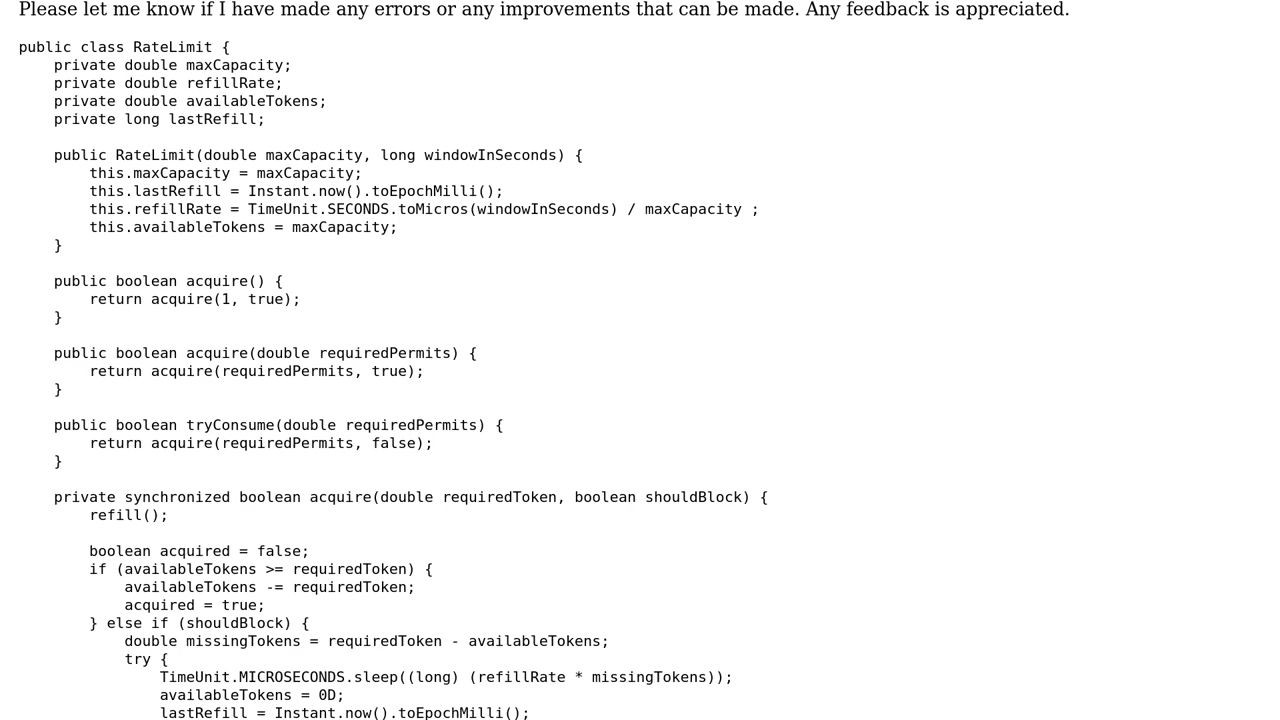 Please let me know if I have made any errors or any improvements that can be made. Any feedback is appreciated.
public class RateLimit {
    private double maxCapacity;
    private double refillRate;
    private double availableTokens;
    private long lastRefill;

    public RateLimit(double maxCapacity, long windowInSeconds) {
        this.maxCapacity = maxCapacity;
        this.lastRefill = Instant.now().toEpochMilli();
        this.refillRate = TimeUnit.SECONDS.toMicros(windowInSeconds) / maxCapacity ;
        this.availableTokens = maxCapacity;
    }

    public boolean acquire() {
        return acquire(1, true);
    }

    public boolean acquire(double requiredPermits) {
        return acquire(requiredPermits, true);
    }

    public boolean tryConsume(double requiredPermits) {
        return acquire(requiredPermits, false);
    }

    private synchronized boolean acquire(double requiredToken, boolean shouldBlock) {
        refill();

        boolean acquired = false;
        if (availableTokens >= requiredToken) {
            availableTokens -= requiredToken;
            acquired = true;
        } else if (shouldBlock) {
            double missingTokens = requiredToken - availableTokens;
            try {
                TimeUnit.MICROSECONDS.sleep((long) (refillRate * missingTokens));
                availableTokens = 0D;
                lastRefill = Instant.now().toEpochMilli();